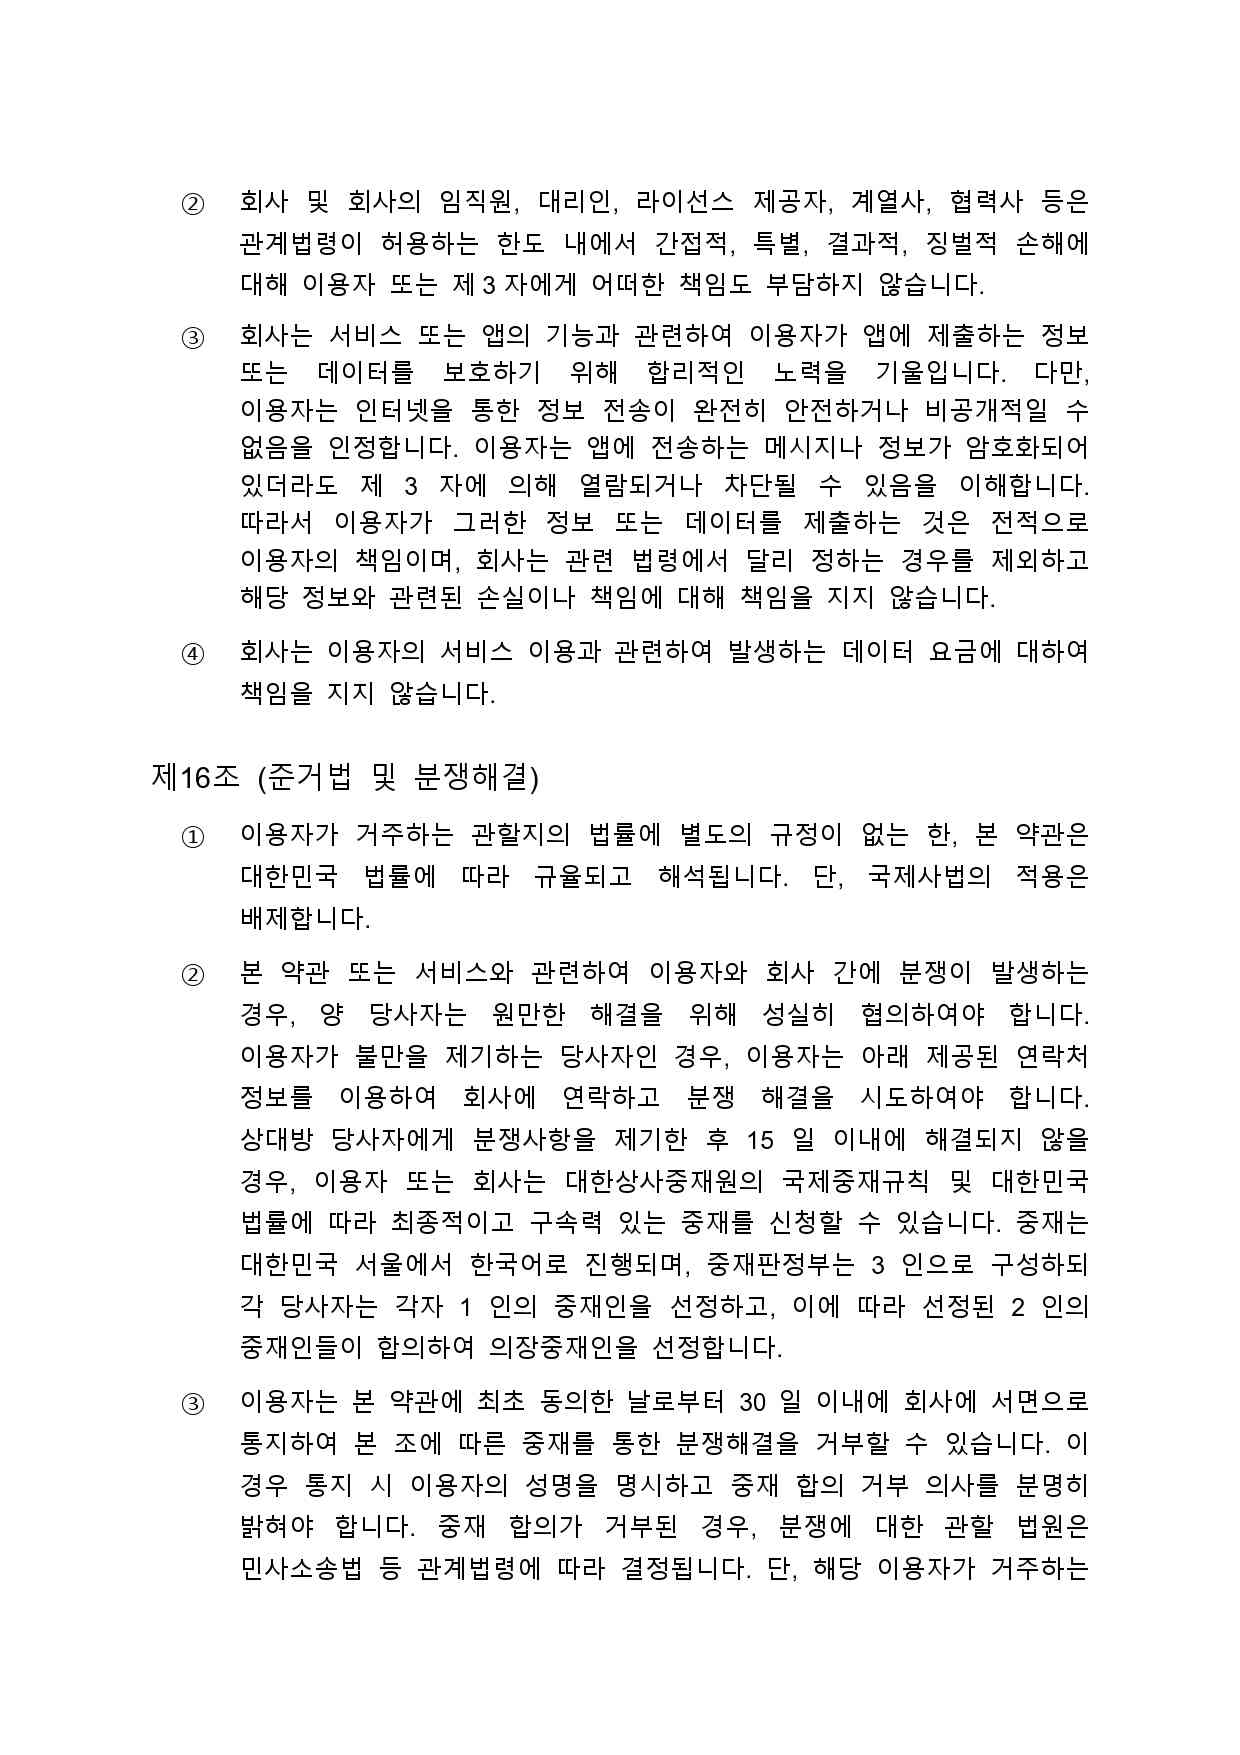 ② 회사 및 회사의 임직원, 대리인, 라이선스 제공자, 계열사, 협력사 등은
관계법령이 허용하는 한도 내에서 간접적, 특별, 결과적, 징벌적 손해에
대해 이용자 또는 제 3 자에게 어떠한 책임도 부담하지 않습니다.
③ 회사는 서비스 또는 앱의 기능과 관련하여 이용자가 앱에 제출하는 정보
또는 데이터를 보호하기 위해 합리적인 노력을 기울입니다. 다만,
이용자는 인터넷을 통한 정보 전송이 완전히 안전하거나 비공개적일 수
없음을 인정합니다. 이용자는 앱에 전송하는 메시지나 정보가 암호화되어
있더라도 제 3 자에 의해 열람되거나 차단될 수 있음을 이해합니다.
따라서 이용자가 그러한 정보 또는 데이터를 제출하는 것은 전적으로
이용자의 책임이며, 회사는 관련 법령에서 달리 정하는 경우를 제외하고
해당 정보와 관련된 손실이나 책임에 대해 책임을 지지 않습니다.
④ 회사는 이용자의 서비스 이용과 관련하여 발생하는 데이터 요금에 대하여
책임을 지지 않습니다.
제16조 (준거법 및 분쟁해결)
① 이용자가 거주하는 관할지의 법률에 별도의 규정이 없는 한, 본 약관은
대한민국 법률에 따라 규율되고 해석됩니다. 단, 국제사법의 적용은
배제합니다.
② 본 약관 또는 서비스와 관련하여 이용자와 회사 간에 분쟁이 발생하는
경우, 양 당사자는 원만한 해결을 위해 성실히 협의하여야 합니다.
이용자가 불만을 제기하는 당사자인 경우, 이용자는 아래 제공된 연락처
정보를 이용하여 회사에 연락하고 분쟁 해결을 시도하여야 합니다.
상대방 당사자에게 분쟁사항을 제기한 후 15 일 이내에 해결되지 않을
경우, 이용자 또는 회사는 대한상사중재원의 국제중재규칙 및 대한민국
법률에 따라 최종적이고 구속력 있는 중재를 신청할 수 있습니다. 중재는
대한민국 서울에서 한국어로 진행되며, 중재판정부는 3 인으로 구성하되
각 당사자는 각자 1 인의 중재인을 선정하고, 이에 따라 선정된 2 인의
중재인들이 합의하여 의장중재인을 선정합니다.
③ 이용자는 본 약관에 최초 동의한 날로부터 30 일 이내에 회사에 서면으로
통지하여 본 조에 따른 중재를 통한 분쟁해결을 거부할 수 있습니다. 이
경우 통지 시 이용자의 성명을 명시하고 중재 합의 거부 의사를 분명히
밝혀야 합니다. 중재 합의가 거부된 경우, 분쟁에 대한 관할 법원은
민사소송법 등 관계법령에 따라 결정됩니다. 단, 해당 이용자가 거주하는